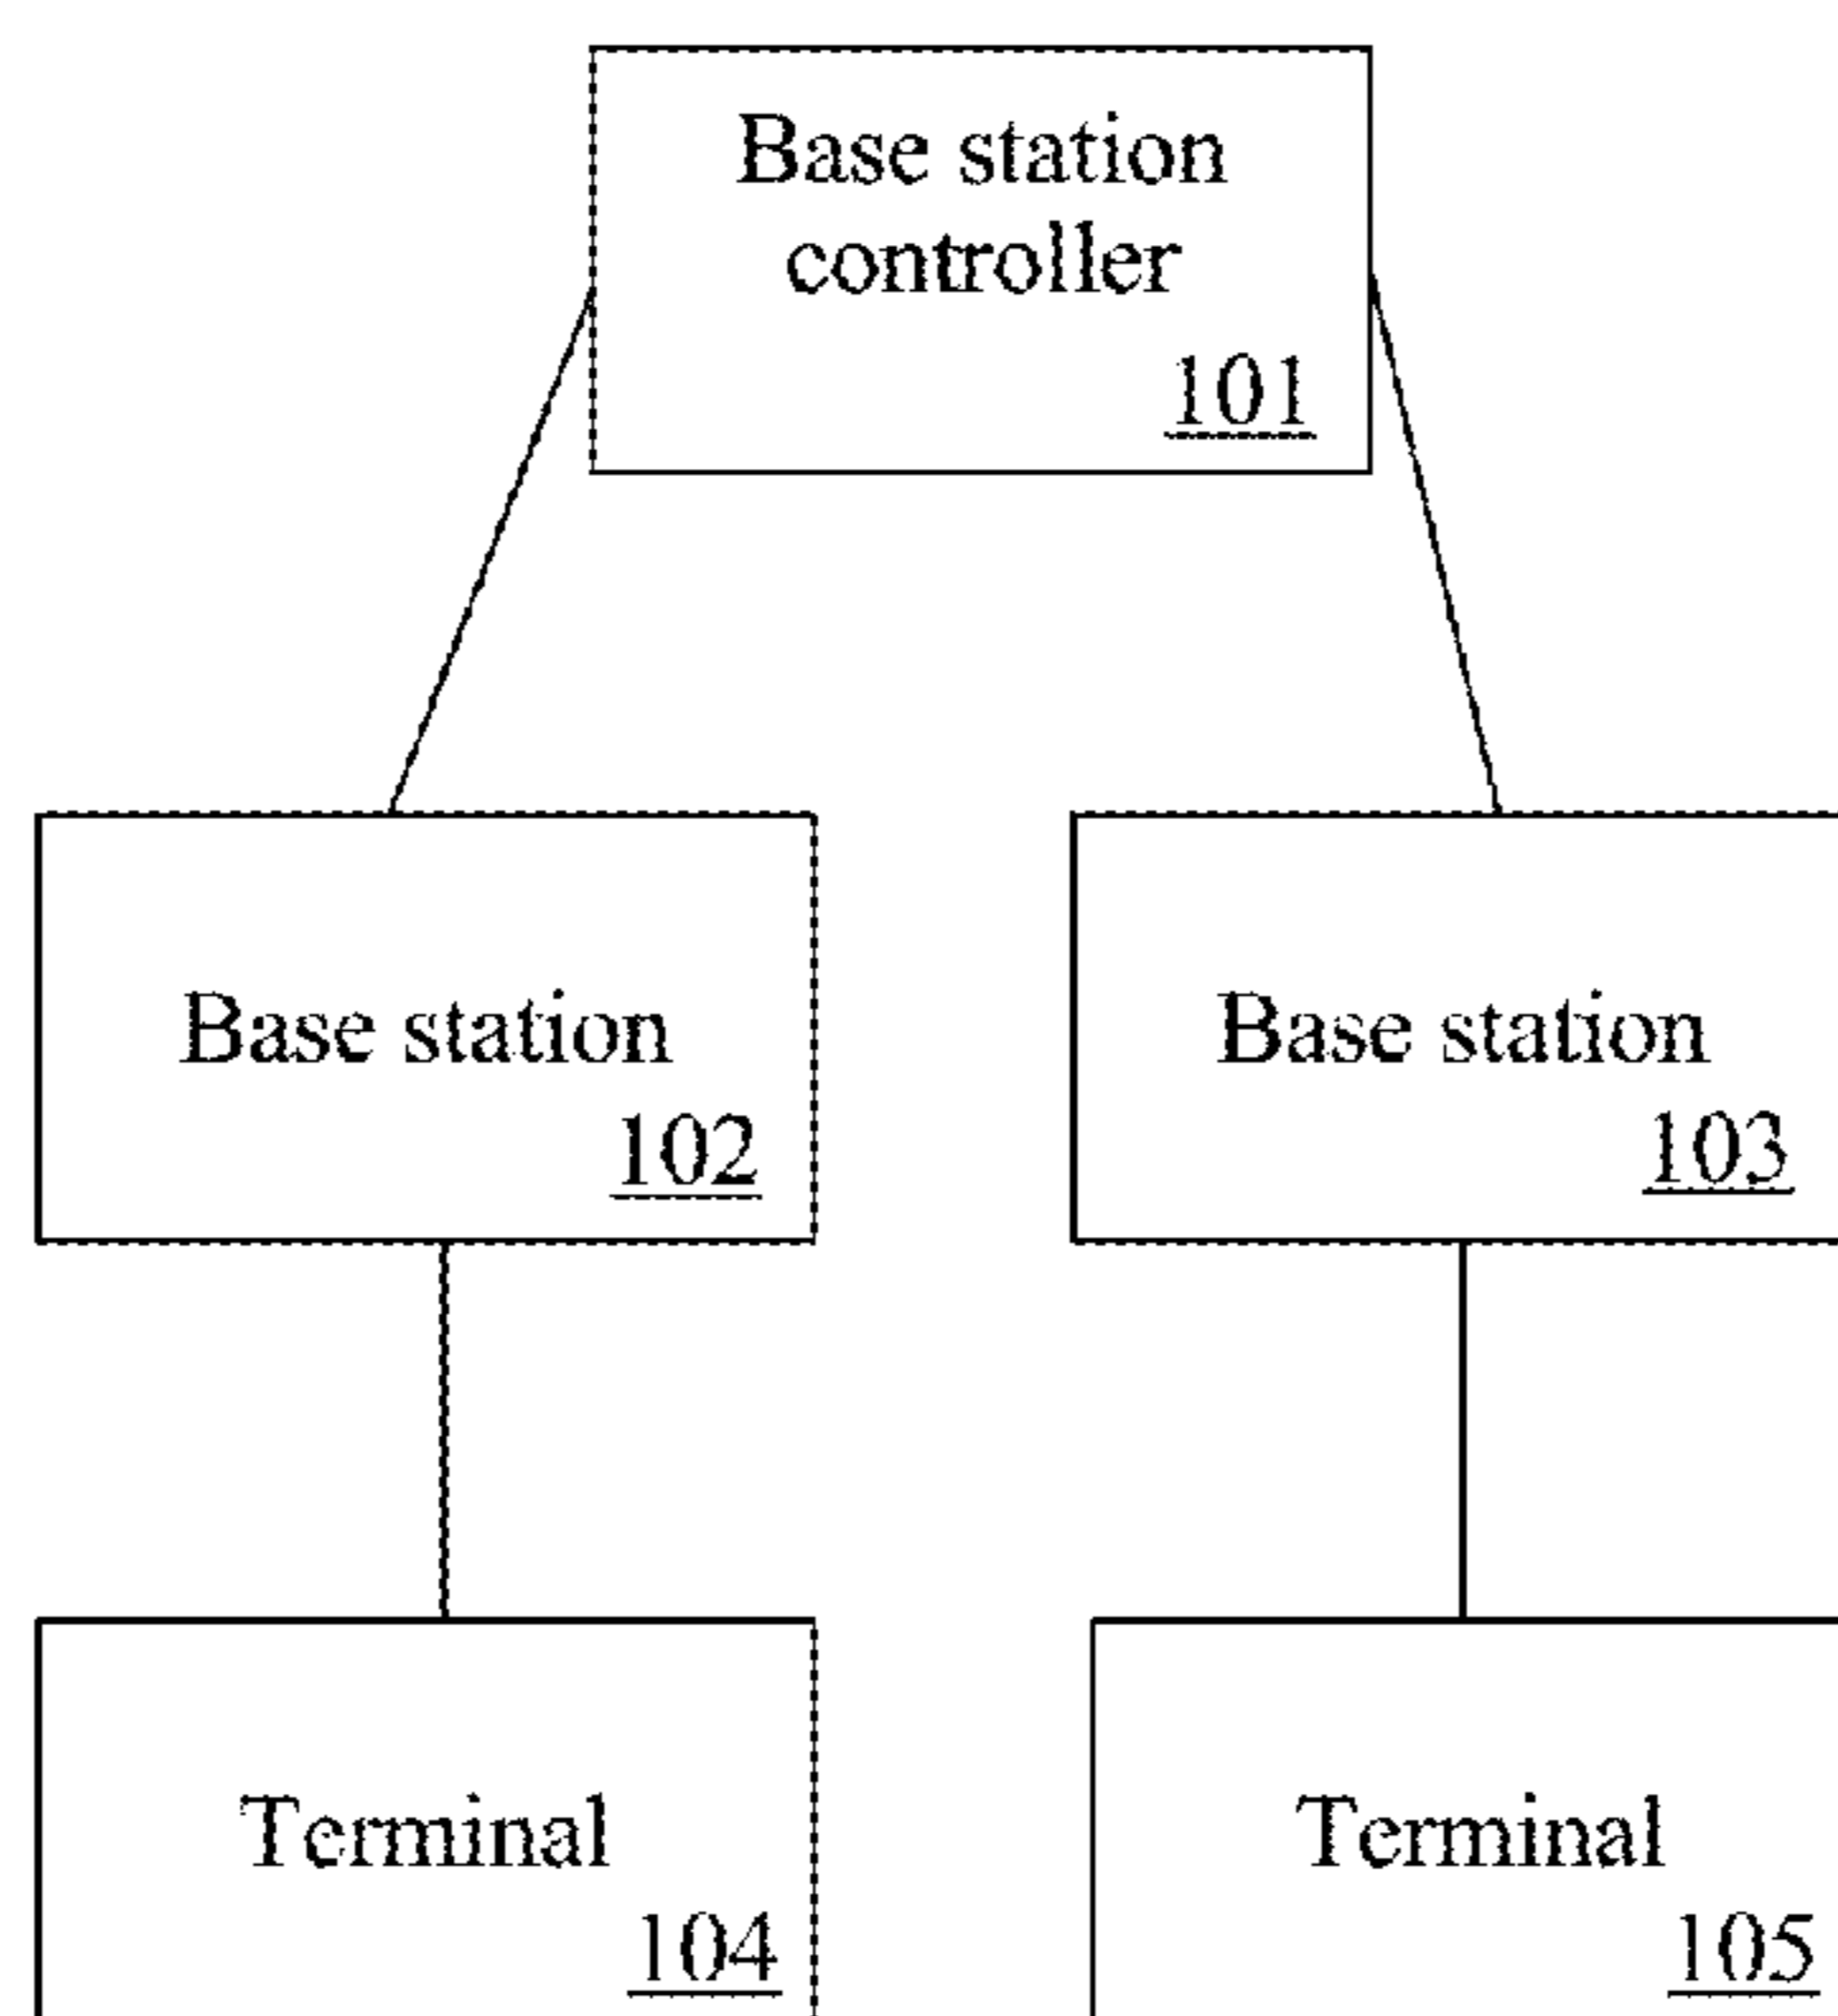 Base station
controller
101
Base station
102
Base station
103
Terminal
104
Terminal
105